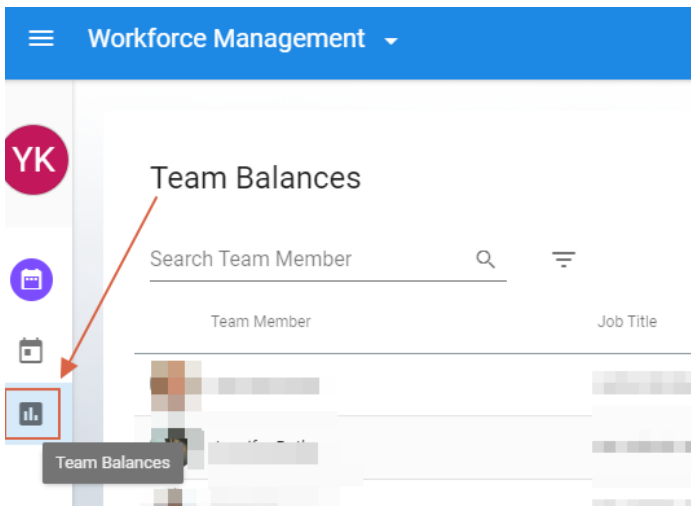 Workforce Management
YK
Team Balances
Search Team Member
Team Member
Job Title
Team Balances